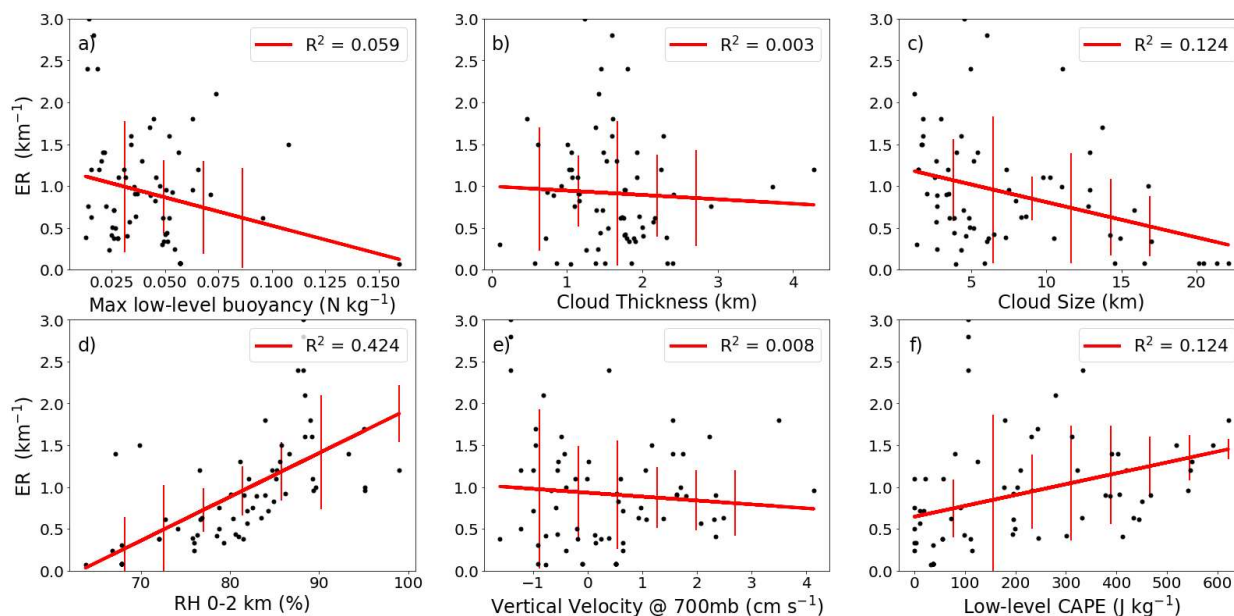 a)
R² = 0.059
3.0
2.5
2.0
1.5
1.0
0.5
0.0
ER (km⁻¹)
0.025 0.050 0.075 0.100 0.125 0.150
Max low-level buoyancy (N kg⁻¹)
b)
R² = 0.003
3.0
2.5
2.0
1.5
1.0
0.5
0.0
0 1 2 3 4
Cloud Thickness (km)
c)
R² = 0.124
3.0
2.5
2.0
1.5
1.0
0.5
0.0
5 10 15 20
Cloud Size (km)
d)
R² = 0.424
3.0
2.5
2.0
1.5
1.0
0.5
0.0
ER (km⁻¹)
70 80 90 100
RH 0-2 km (%)
e)
R² = 0.008
3.0
2.5
2.0
1.5
1.0
0.5
0.0
−1 0 1 2 3 4
Vertical Velocity @ 700mb (cm s⁻¹)
f)
R² = 0.124
3.0
2.5
2.0
1.5
1.0
0.5
0.0
0 100 200 300 400 500 600
Low-level CAPE (J kg⁻¹)